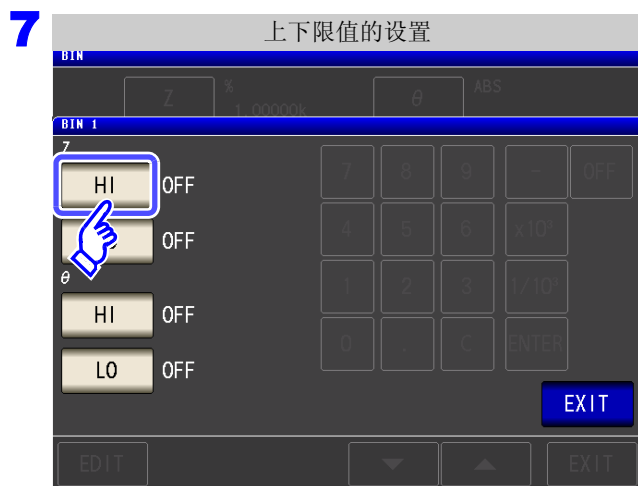 7
上下限值的设置
BIN
Z % 1.00000k θ ABS
BIN 1
Z
HI OFF 7 8 9 - OFF
OFF 4 5 6 x10³
θ
HI OFF 1 2 3 1/10³
LO OFF 0 . C ENTER
EXIT
EDIT ▼ ▲ EXIT